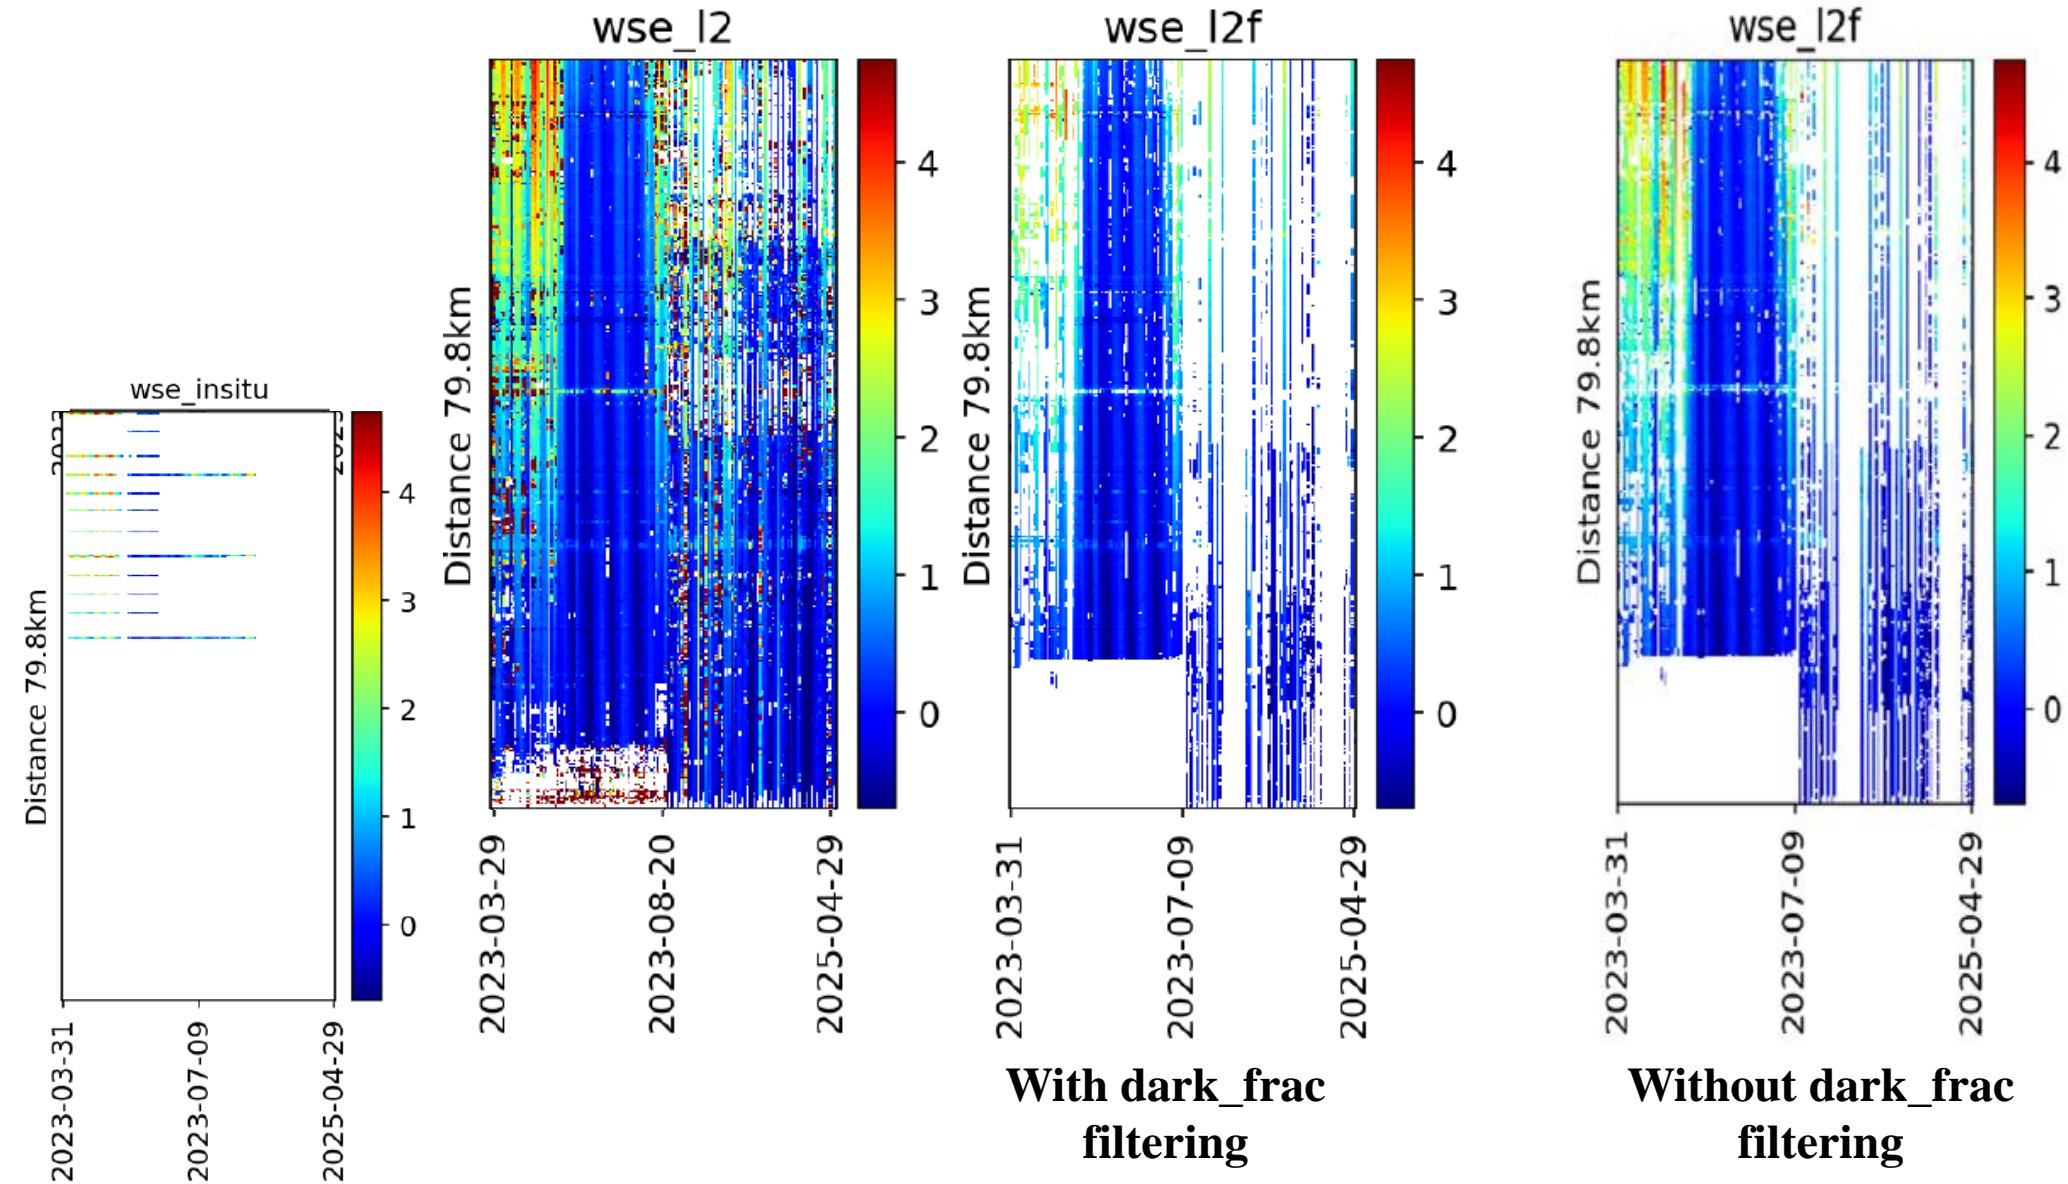 wse_insitu
Distance 79.8km
4
3
2
1
0
2023-03-31
2023-07-09
2025-04-29
wse_l2
Distance 79.8km
4
3
2
1
0
2023-03-29
2023-08-20
2025-04-29
wse_l2f
Distance 79.8km
4
3
2
1
0
2023-03-31
2023-07-09
2025-04-29
With dark_frac
filtering
wse_l2f
Distance 79.8km
4
3
2
1
0
2023-03-31
2023-07-09
2025-04-29
Without dark_frac
filtering